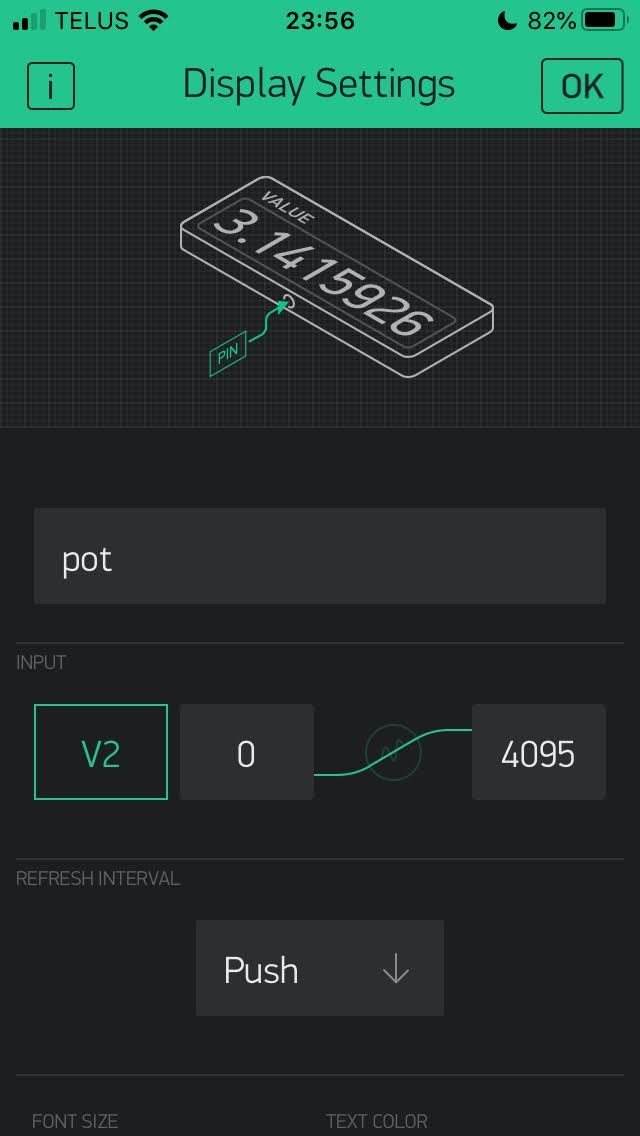 TELUS 23:56 82%
i Display Settings OK
VALUE
3.1415926
PIN
pot
INPUT
V2 0 4095
REFRESH INTERVAL
Push
FONT SIZE TEXT COLOR